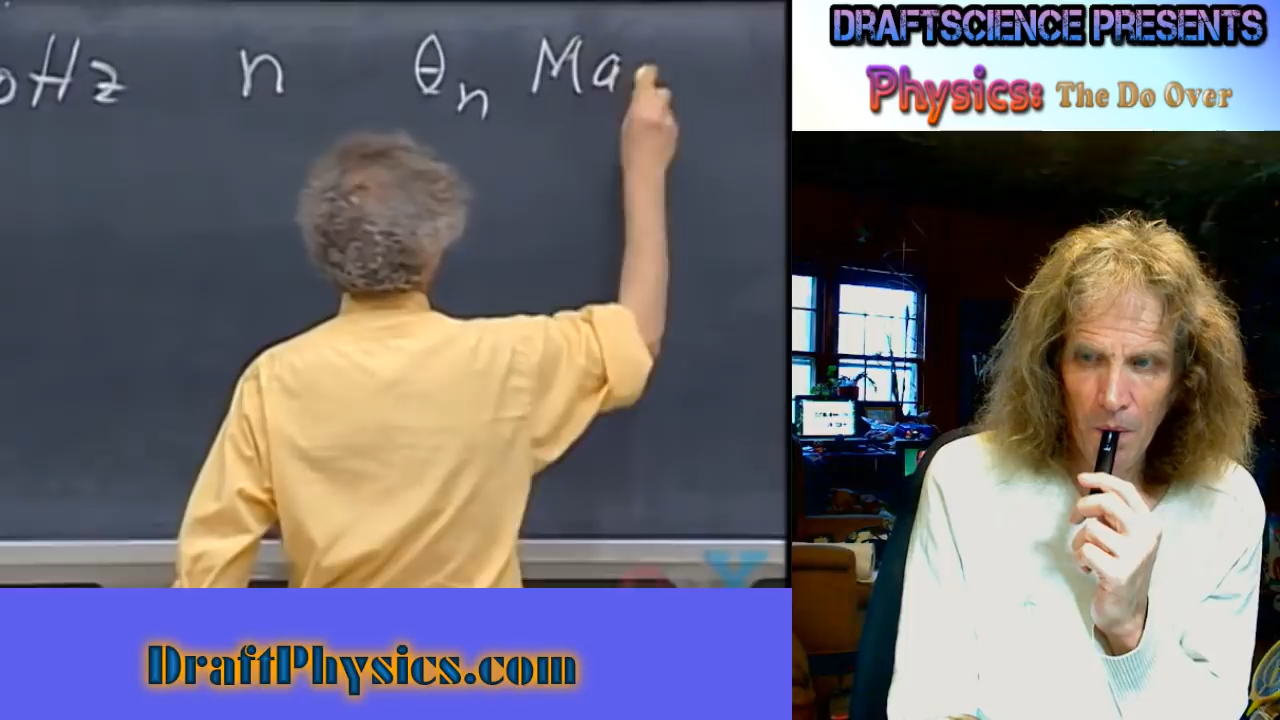 oHz n θn Ma
DRAFTSCIENCE PRESENTS
Physics: The Do Over
DraftPhysics.com